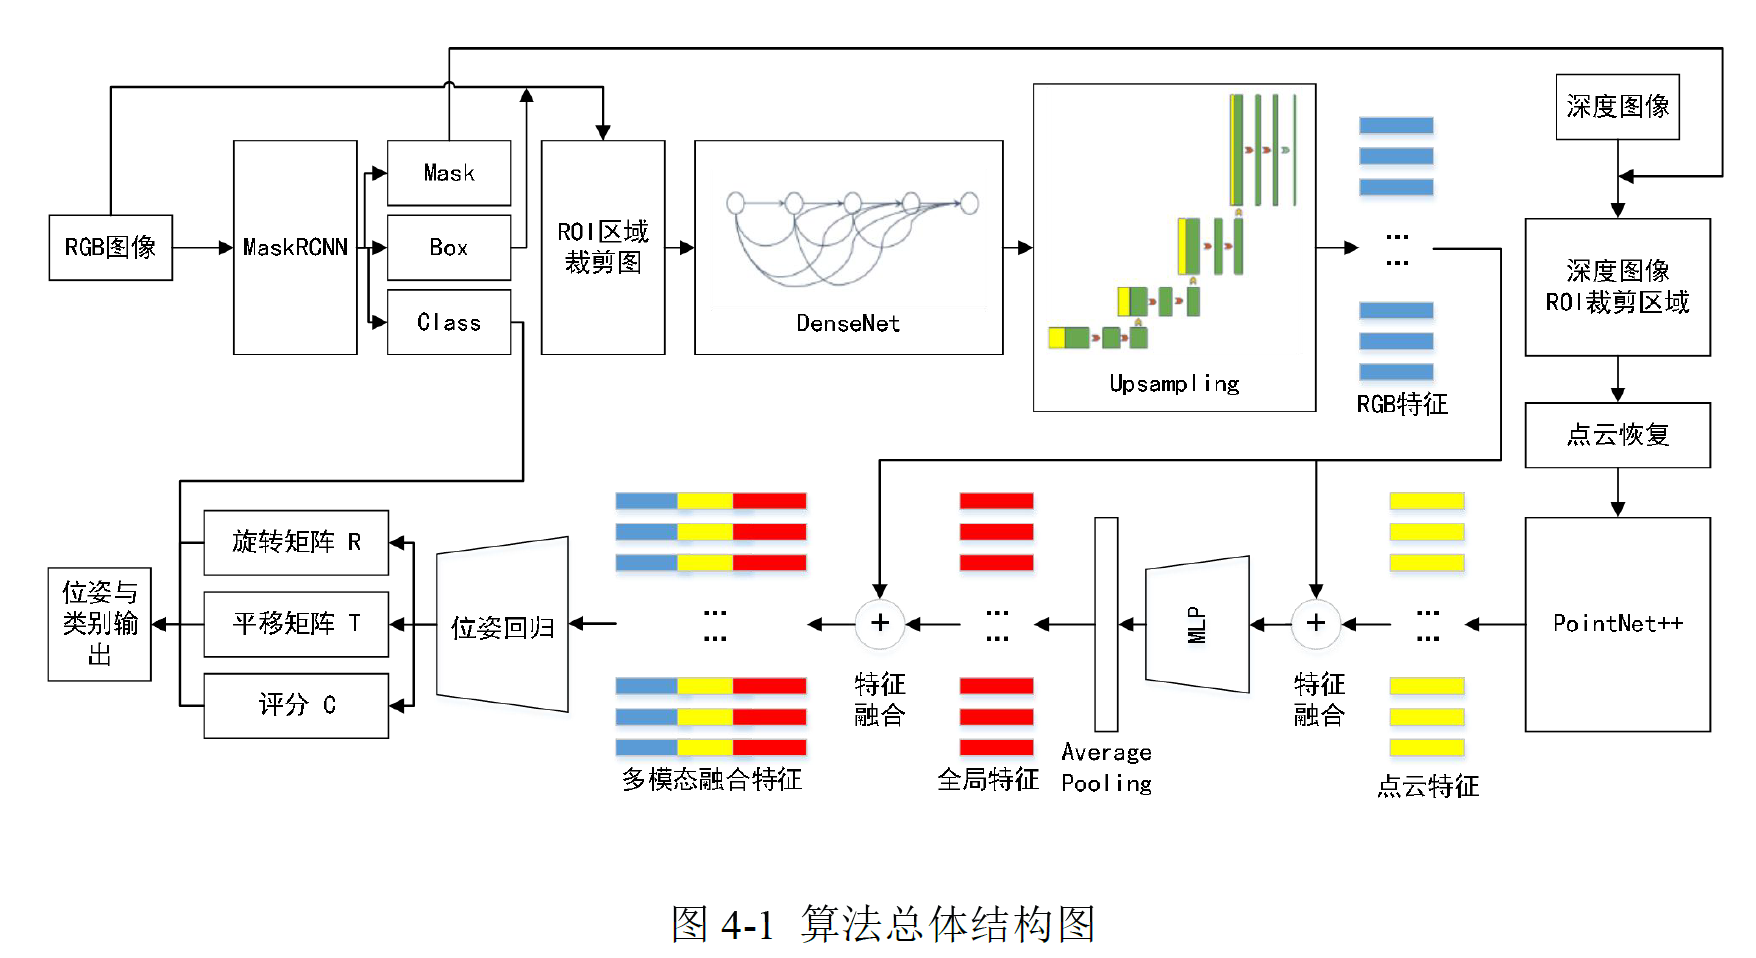 RGB图像
MaskRCNN
Mask
Box
Class
ROI区域
裁剪图
DenseNet
Upsampling
...
...
RGB特征
深度图像
深度图像
ROI裁剪区域
点云恢复
PointNet++
...
...
点云特征
+
特征
融合
MLP
Average
Pooling
...
...
全局特征
+
特征
融合
...
...
多模态融合特征
位姿回归
旋转矩阵 R
平移矩阵 T
评分 C
位姿与
类别输
出
图 4-1 算法总体结构图